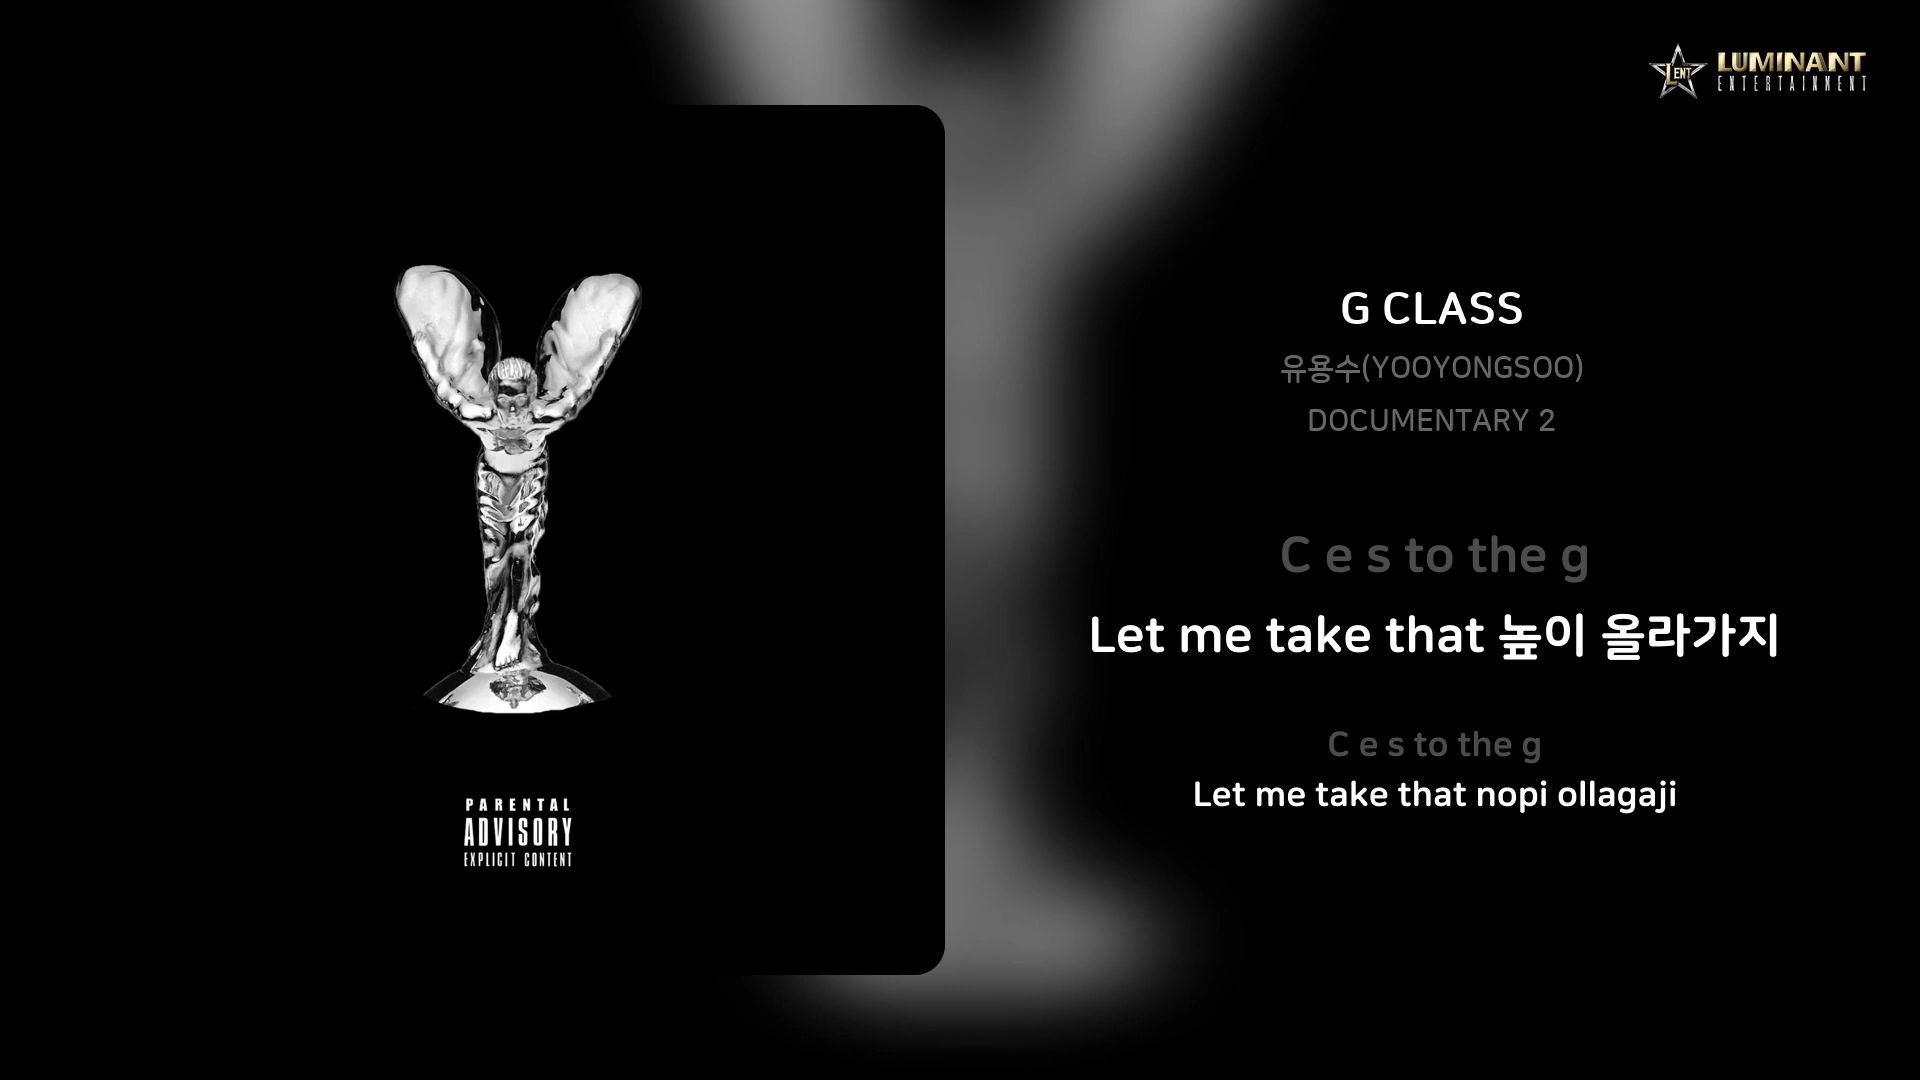 LENT
LUMINANT
ENTERTAINMENT
G CLASS
유용수(YOOYONGSOO)
DOCUMENTARY 2
C e s to the g
Let me take that 높이 올라가지
C e s to the g
Let me take that nopi ollagaji
PARENTAL
ADVISORY
EXPLICIT CONTENT